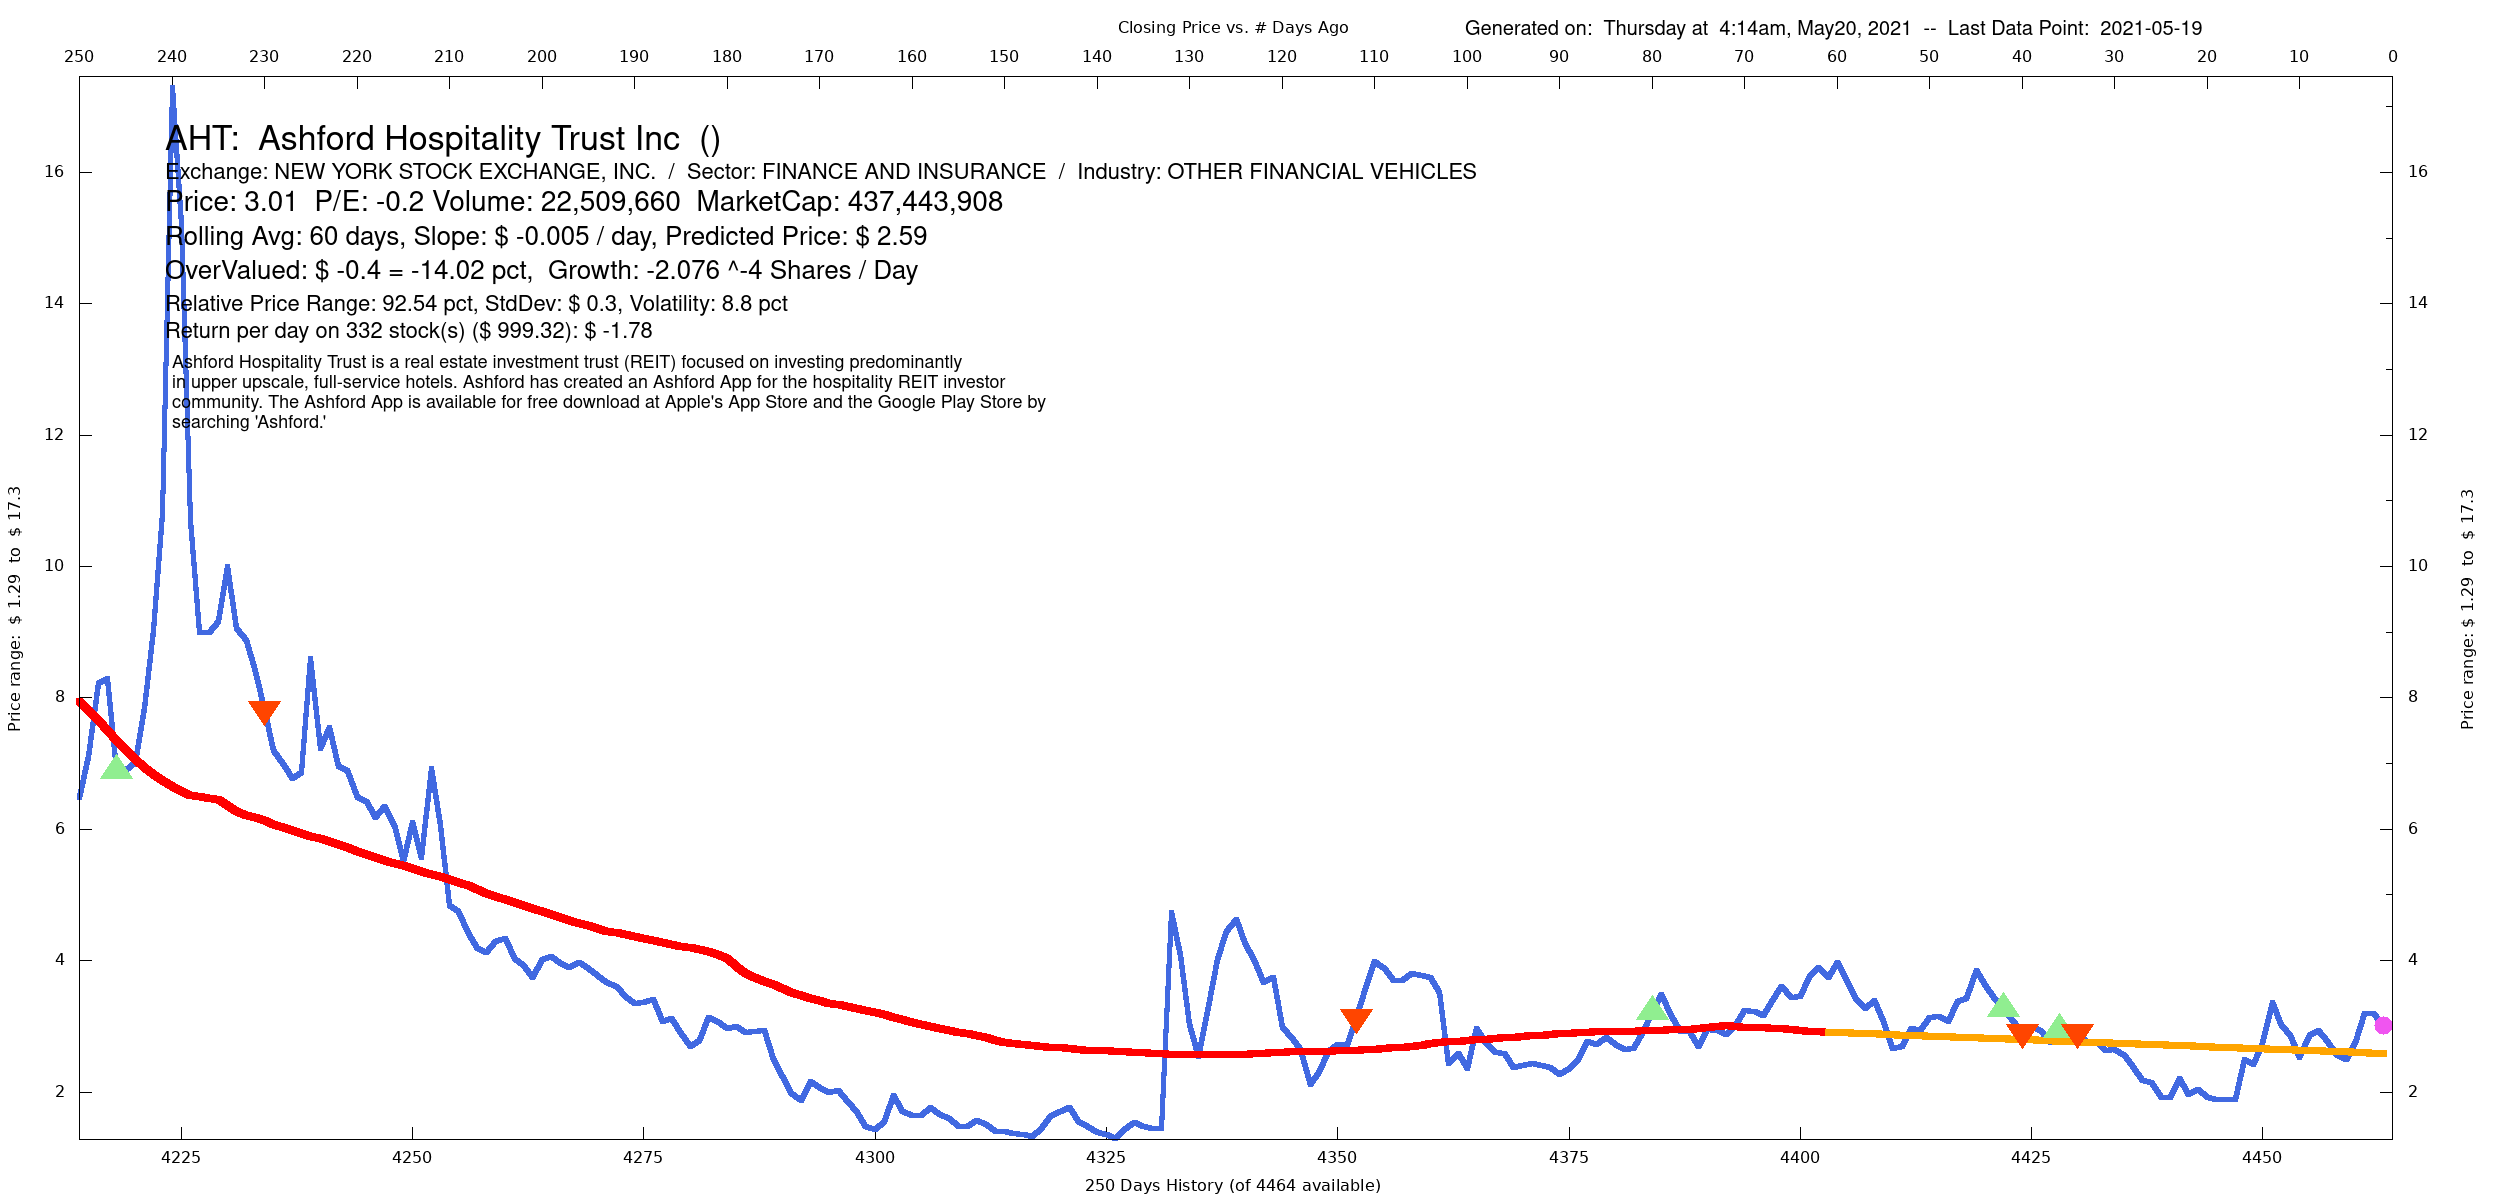 Closing Price vs. # Days Ago
Generated on:  Thursday at  4:14am, May20, 2021  --  Last Data Point:  2021-05-19
250 240 230 220 210 200 190 180 170 160 150 140 130 120 110 100 90 80 70 60 50 40 30 20 10 0
AHT:  Ashford Hospitality Trust Inc  ()
Exchange: NEW YORK STOCK EXCHANGE, INC.  /  Sector: FINANCE AND INSURANCE  /  Industry: OTHER FINANCIAL VEHICLES
Price: 3.01  P/E: -0.2 Volume: 22,509,660  MarketCap: 437,443,908
Rolling Avg: 60 days, Slope: $ -0.005 / day, Predicted Price: $ 2.59
OverValued: $ -0.4 = -14.02 pct,  Growth: -2.076 ^-4 Shares / Day
Relative Price Range: 92.54 pct, StdDev: $ 0.3, Volatility: 8.8 pct
Return per day on 332 stock(s) ($ 999.32): $ -1.78
Ashford Hospitality Trust is a real estate investment trust (REIT) focused on investing predominantly
in upper upscale, full-service hotels. Ashford has created an Ashford App for the hospitality REIT investor
community. The Ashford App is available for free download at Apple's App Store and the Google Play Store by
searching 'Ashford.'
16 16
14 14
12 12
10 10
8 8
6 6
4 4
2 2
Price range:  $ 1.29  to  $ 17.3
Price range: $ 1.29  to  $ 17.3
4225 4250 4275 4300 4325 4350 4375 4400 4425 4450
250 Days History (of 4464 available)